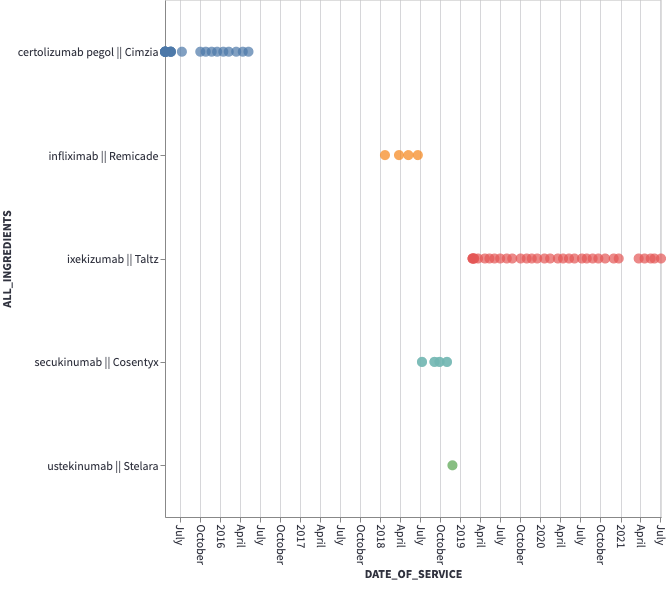 ALL_INGREDIENTS
certolizumab pegol || Cimzia
infliximab || Remicade
ixekizumab || Taltz
secukinumab || Cosentyx
ustekinumab || Stelara
July
October
2016
April
July
October
2017
April
July
October
2018
April
July
October
2019
April
July
October
2020
April
July
October
2021
April
July
DATE_OF_SERVICE